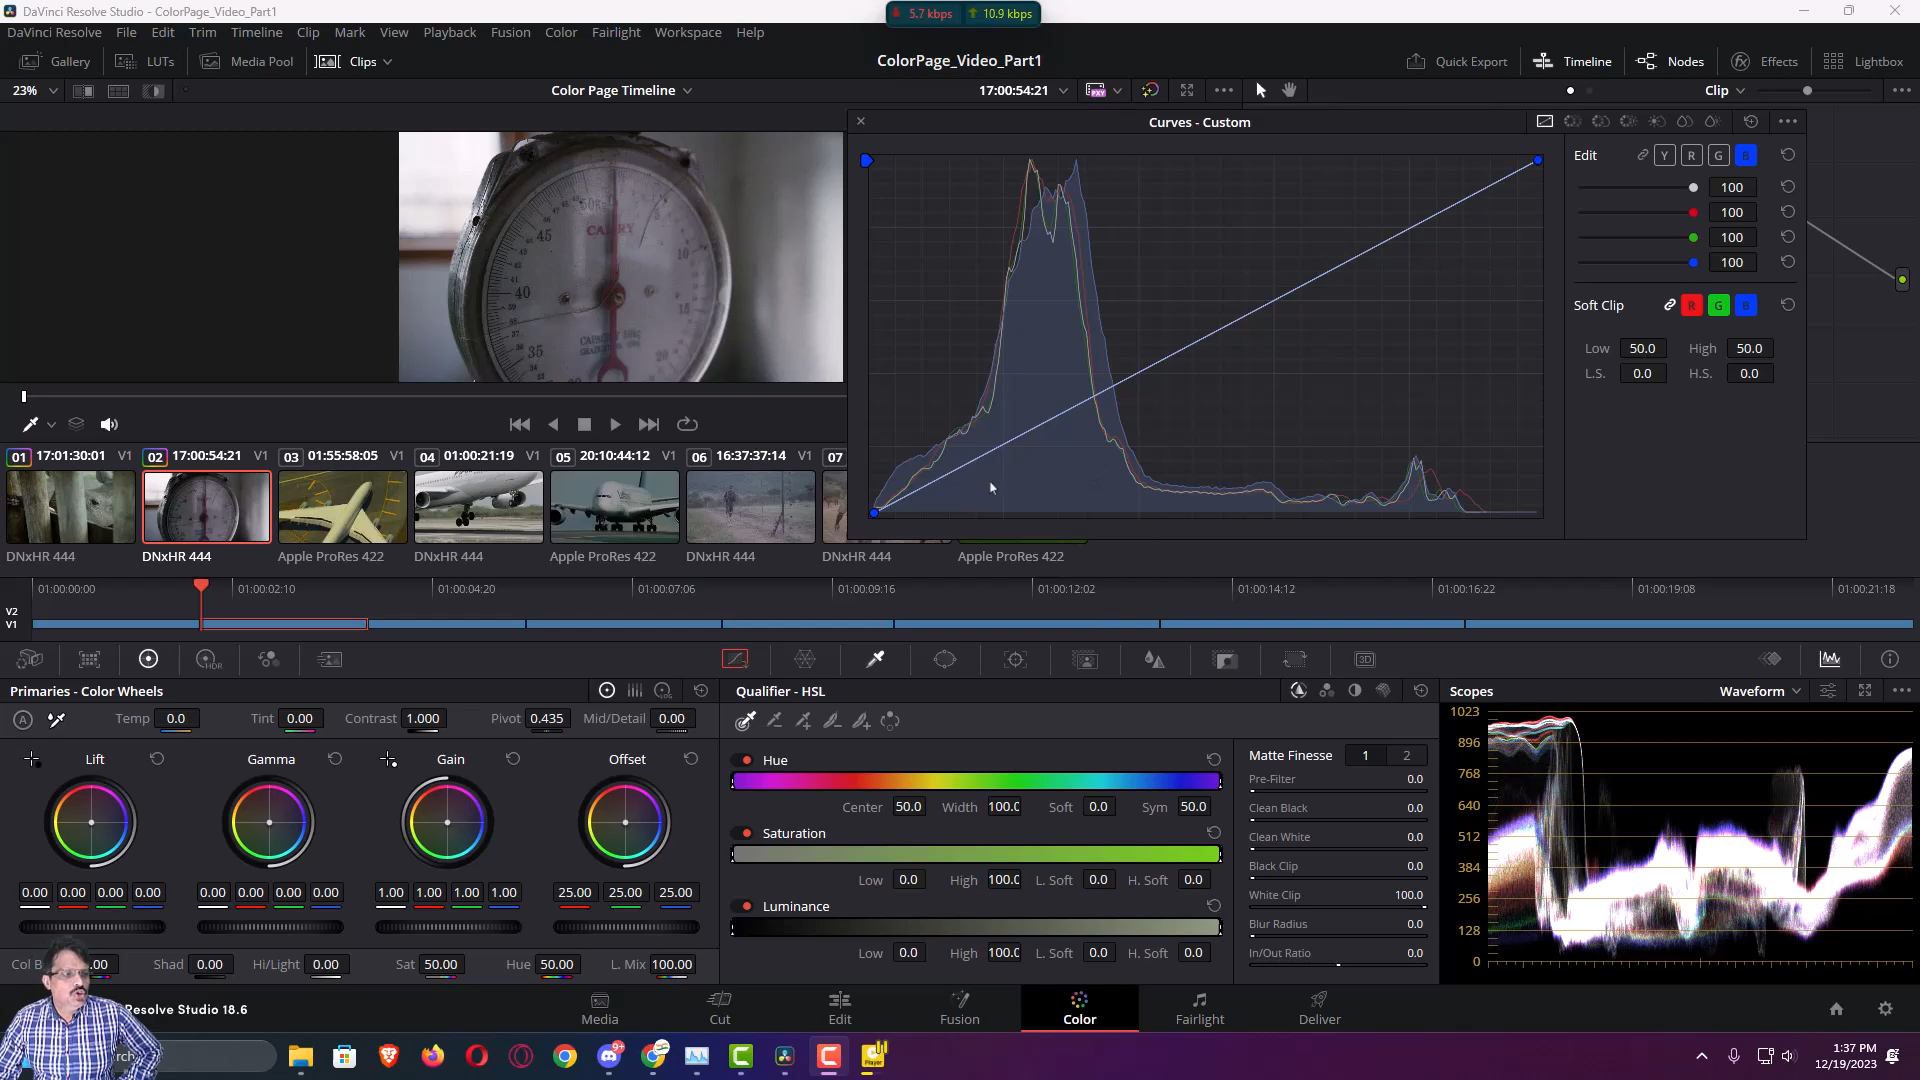 DaVinci Resolve Studio - ColorPage_Video_Part1
5.7 kbps 10.9 kbps
DaVinci Resolve File Edit Trim Timeline Clip Mark View Playback Fusion Color Fairlight Workspace Help
Gallery LUTs Media Pool Clips ColorPage_Video_Part1 Quick Export Timeline Nodes Effects Lightbox
23% Color Page Timeline 17:00:54:21 PXY Clip
Curves - Custom
Edit Y R G B
100
100
100
100
Soft Clip R G B
Low 50.0 High 50.0
L.S. 0.0 H.S. 0.0
50kg
45
40
35
10
15
20
01 17:01:30:01 V1 02 17:00:54:21 V1 03 01:55:58:05 V1 04 01:00:21:19 V1 05 20:10:44:12 V1 06 16:37:37:14 V1 07
DNxHR 444 DNxHR 444 Apple ProRes 422 DNxHR 444 Apple ProRes 422 DNxHR 444 DNxHR 444 Apple ProRes 422
01:00:00:00 01:00:02:10 01:00:04:20 01:00:07:06 01:00:09:16 01:00:12:02 01:00:14:12 01:00:16:22 01:00:19:08 01:00:21:18
V2
V1
HDR 3D
Primaries - Color Wheels Qualifier - HSL Scopes Waveform
A Temp 0.0 Tint 0.00 Contrast 1.000 Pivot 0.435 Mid/Detail 0.00
Lift Gamma Gain Offset
0.00 0.00 0.00 0.00 0.00 0.00 0.00 0.00 1.00 1.00 1.00 1.00 25.00 25.00 25.00
Col B .00 Shad 0.00 Hi/Light 0.00 Sat 50.00 Hue 50.00 L. Mix 100.00
Hue
Center 50.0 Width 100.0 Soft 0.0 Sym 50.0
Saturation
Low 0.0 High 100.0 L. Soft 0.0 H. Soft 0.0
Luminance
Low 0.0 High 100.0 L. Soft 0.0 H. Soft 0.0
Matte Finesse 1 2
Pre-Filter 0.0
Clean Black 0.0
Clean White 0.0
Black Clip 0.0
White Clip 100.0
Blur Radius 0.0
In/Out Ratio 0.0
1023
896
768
640
512
384
256
128
0
Resolve Studio 18.6
Media Cut Edit Fusion Color Fairlight Deliver
rch
9+
1:37 PM
12/19/2023